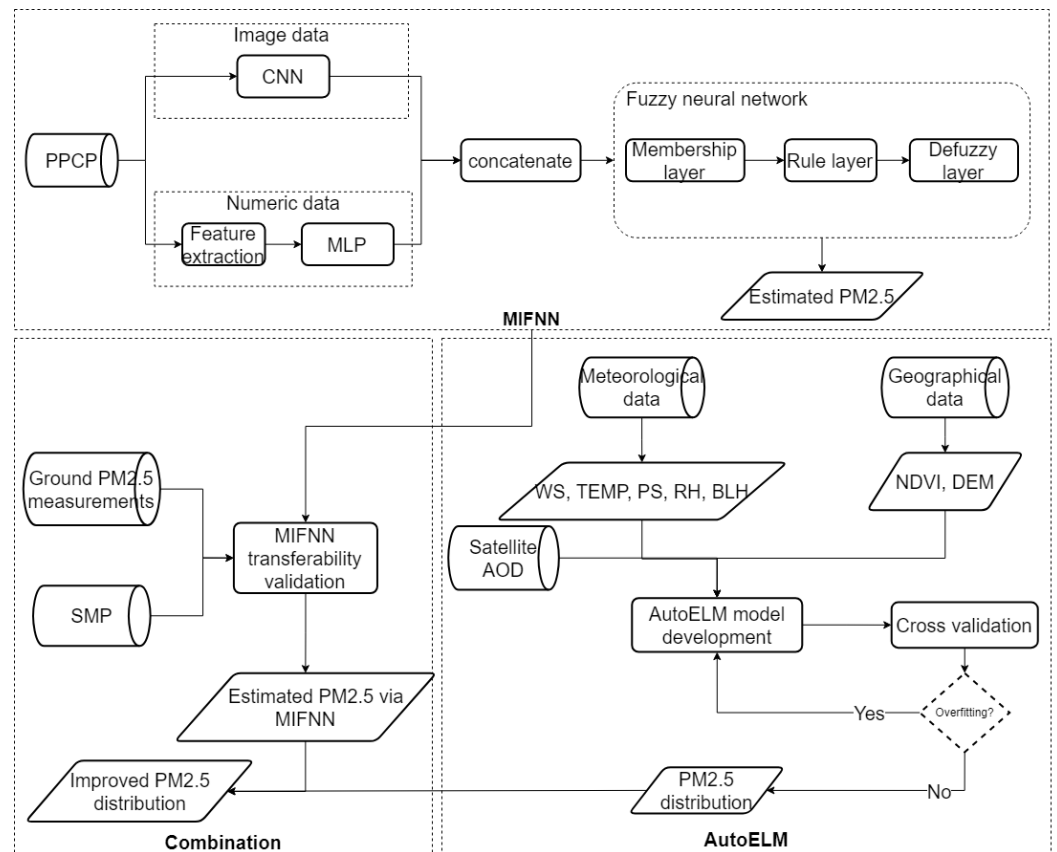 Image data
CNN
Fuzzy neural network
PPCP
concatenate
Membership
layer
Rule layer
Defuzzy
layer
Numeric data
Feature
extraction
MLP
Estimated PM2.5
MIFNN
Meteorological
data
Geographical
data
Ground PM2.5
measurements
WS, TEMP, PS, RH, BLH
NDVI, DEM
MIFNN
transferability
validation
Satellite
AOD
SMP
AutoELM model
development
Cross validation
Estimated PM2.5 via
MIFNN
Yes
Overfitting?
Improved PM2.5
distribution
PM2.5
distribution
No
Combination
AutoELM